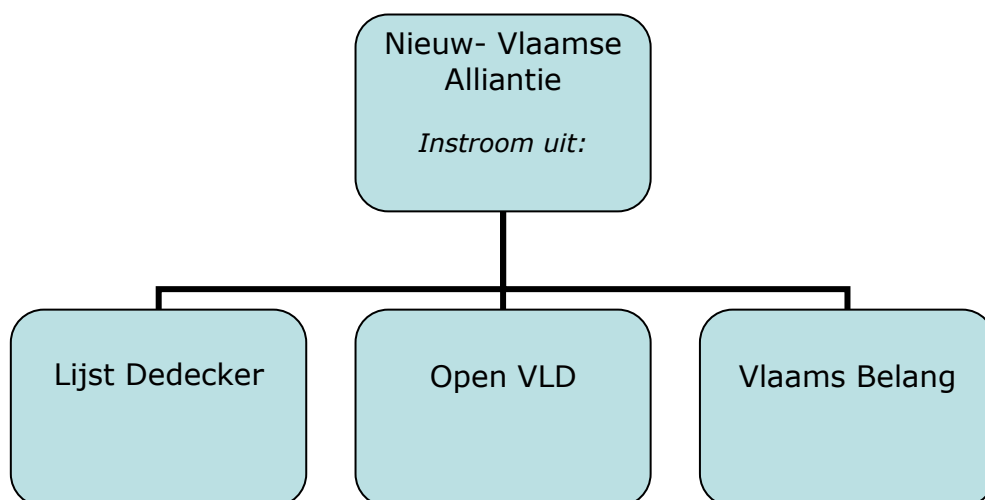 Nieuw- Vlaamse
Alliantie
Instroom uit:
Lijst Dedecker
Open VLD
Vlaams Belang